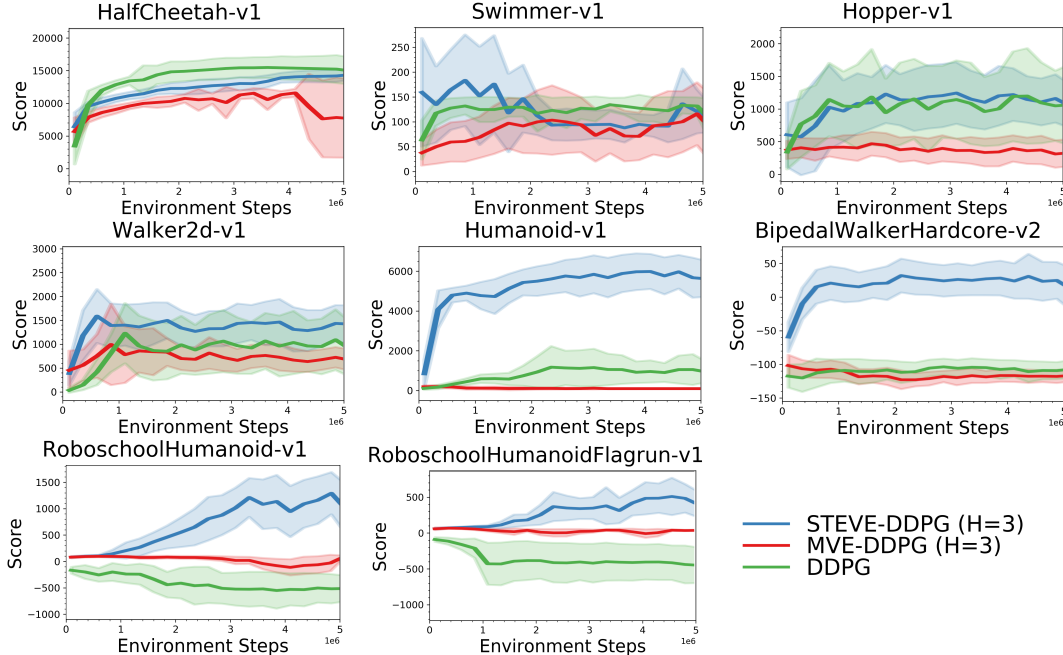 HalfCheetah-v1
Swimmer-v1
Hopper-v1
20000
15000
10000
5000
0
Score
0 1 2 3 4 5
1e6
Environment Steps
250
200
150
100
50
0
Score
0 1 2 3 4 5
1e6
Environment Steps
2000
1500
1000
500
0
Score
0 1 2 3 4 5
1e6
Environment Steps
Walker2d-v1
Humanoid-v1
BipedalWalkerHardcore-v2
3000
2500
2000
1500
1000
500
0
Score
0 1 2 3 4 5
1e6
Environment Steps
6000
4000
2000
0
Score
0 1 2 3 4 5
1e6
Environment Steps
50
0
−50
−100
−150
Score
0 1 2 3 4 5
1e6
Environment Steps
RoboschoolHumanoid-v1
RoboschoolHumanoidFlagrun-v1
1500
1000
500
0
−500
−1000
Score
0 1 2 3 4 5
1e6
Environment Steps
500
0
−500
−1000
Score
0 1 2 3 4 5
1e6
Environment Steps
STEVE-DDPG (H=3)
MVE-DDPG (H=3)
DDPG